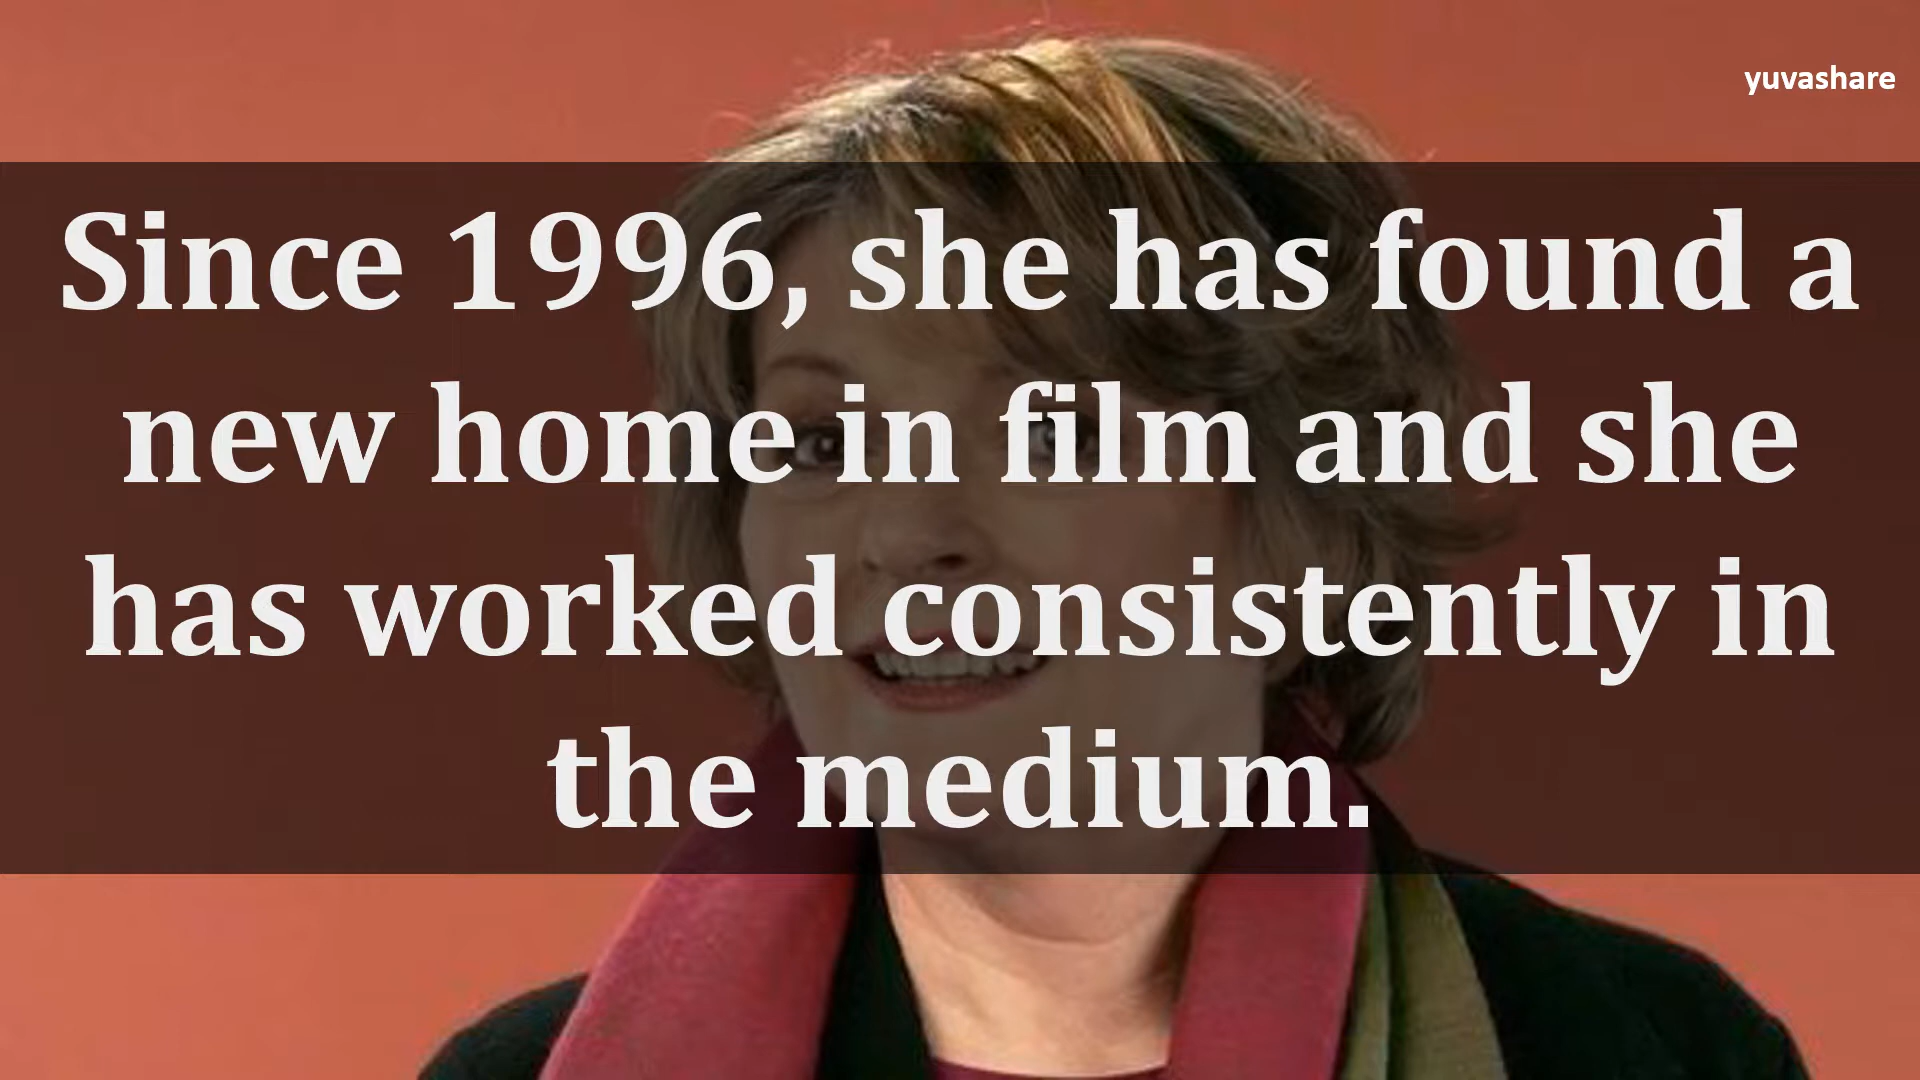 yuvashare
Since 1996, she has found a
new home in film and she
has worked consistently in
the medium.